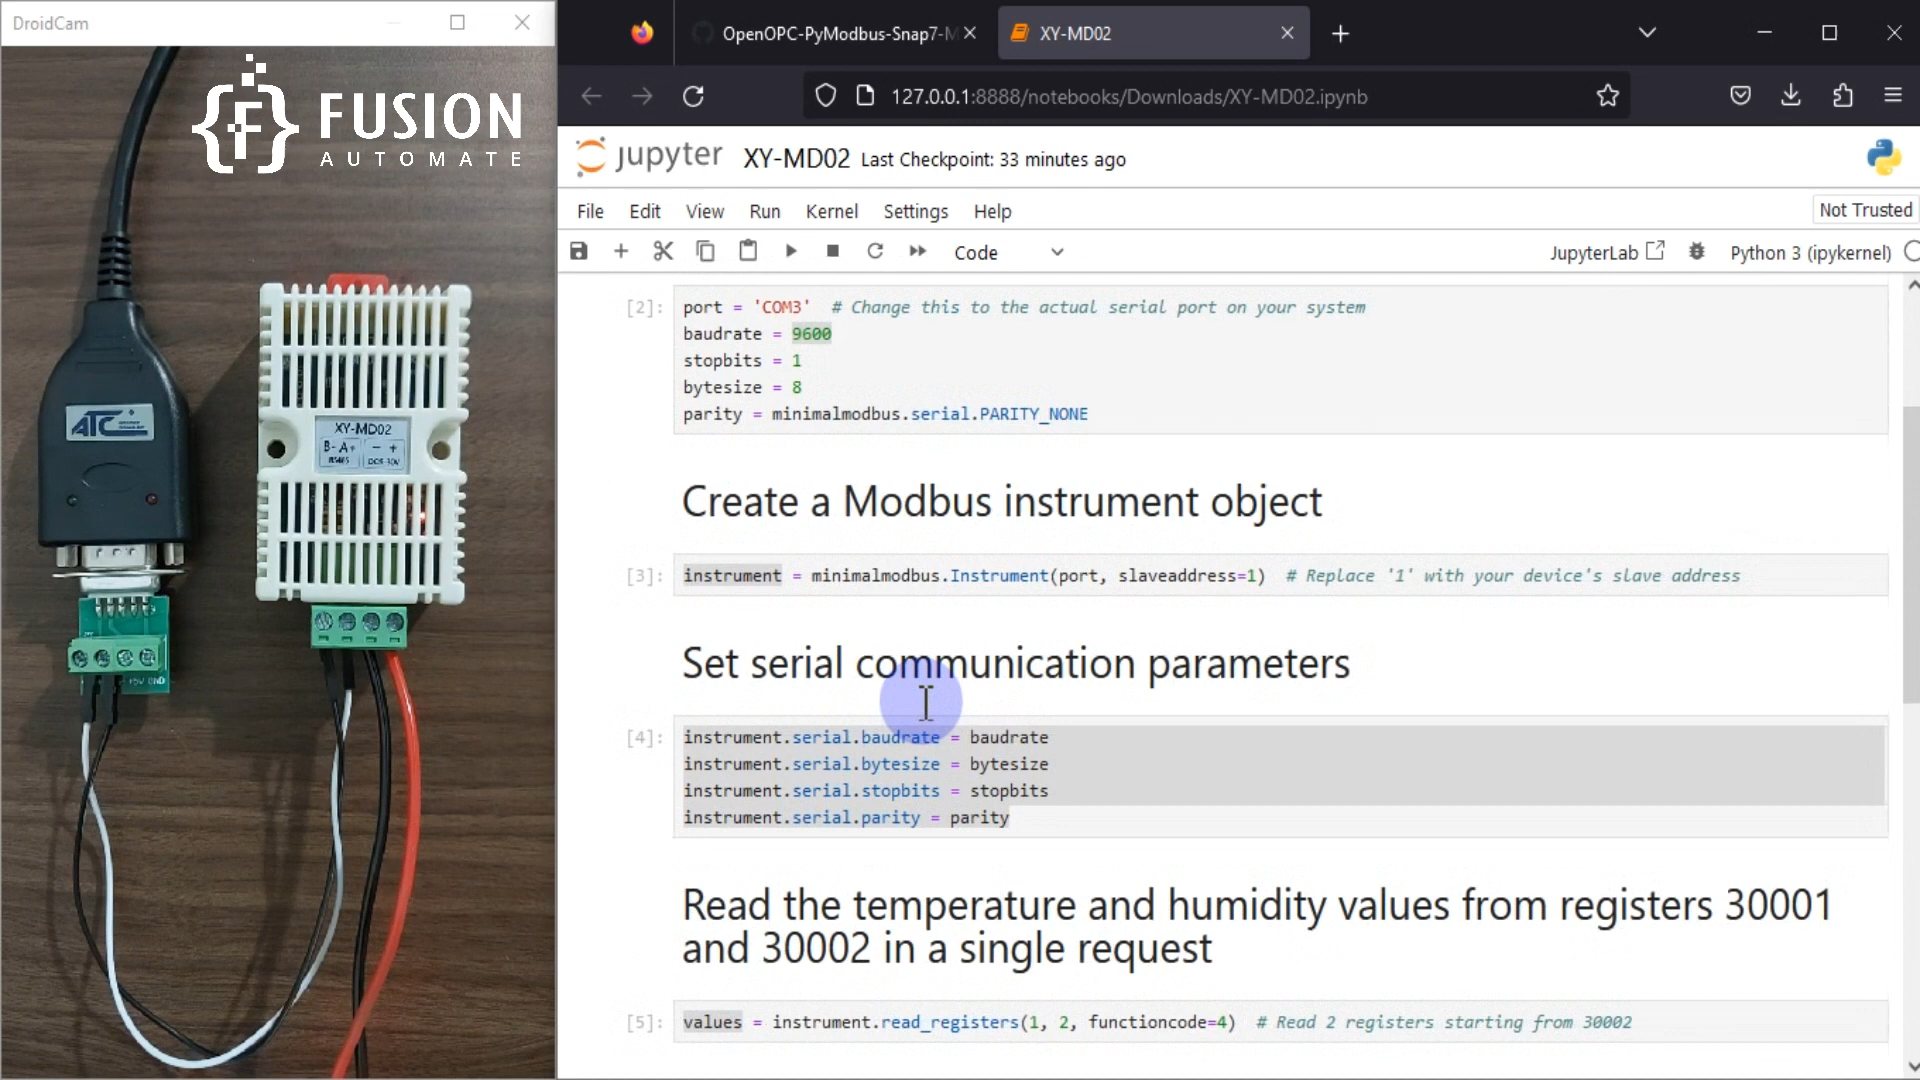 DroidCam
FUSION
AUTOMATE
ATC
XY-MD02
B- A+
- +
RS485
DC5-30V
+5V GND
OpenOPC-PyModbus-Snap7-M
XY-MD02
127.0.0.1:8888/notebooks/Downloads/XY-MD02.ipynb
jupyter
XY-MD02 Last Checkpoint: 33 minutes ago
File Edit View Run Kernel Settings Help
Not Trusted
Code
JupyterLab
Python 3 (ipykernel)
[2]: port = 'COM3' # Change this to the actual serial port on your system
baudrate = 9600
stopbits = 1
bytesize = 8
parity = minimalmodbus.serial.PARITY_NONE
Create a Modbus instrument object
[3]: instrument = minimalmodbus.Instrument(port, slaveaddress=1) # Replace '1' with your device's slave address
Set serial communication parameters
[4]: instrument.serial.baudrate = baudrate
instrument.serial.bytesize = bytesize
instrument.serial.stopbits = stopbits
instrument.serial.parity = parity
Read the temperature and humidity values from registers 30001
and 30002 in a single request
[5]: values = instrument.read_registers(1, 2, functioncode=4) # Read 2 registers starting from 30002